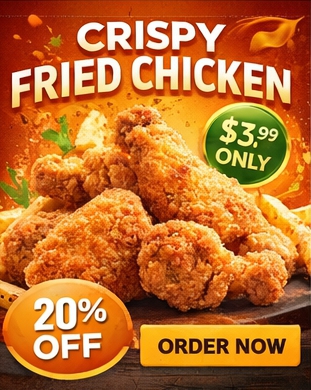 CRISPY
FRIED CHICKEN
$3.99
ONLY
20%
OFF
ORDER NOW